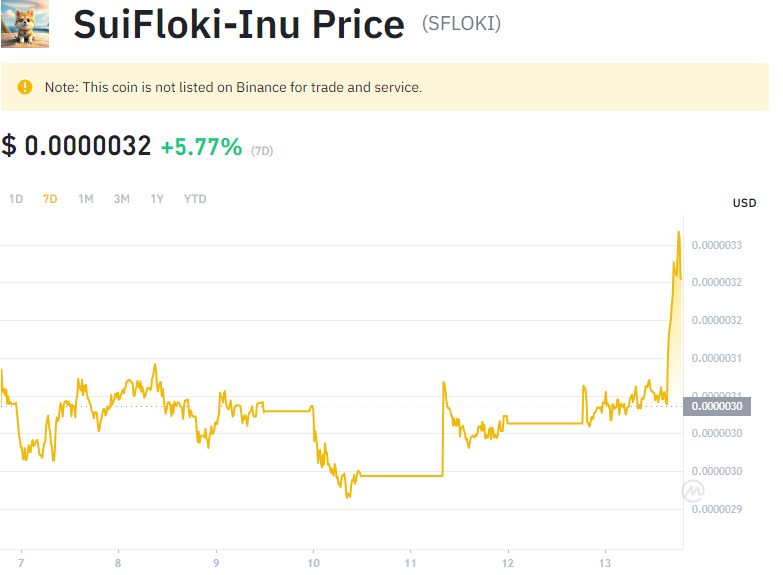 SuiFloki-Inu Price (SFLOKI)
Note: This coin is not listed on Binance for trade and service.
$ 0.0000032 +5.77% (7D)
1D 7D 1M 3M 1Y YTD
USD
0.0000033
0.0000032
0.0000032
0.0000031
0.0000031
0.0000030
0.0000030
0.0000030
0.0000029
7 8 9 10 11 12 13